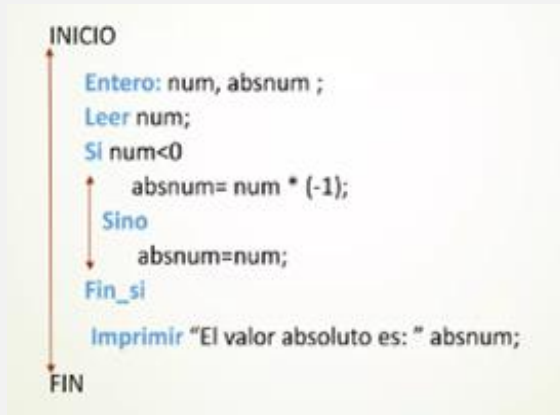 INICIO
Entero: num, absnum ;
Leer num;
Si num<0
absnum= num * (-1);
Sino
absnum=num;
Fin_si
Imprimir “El valor absoluto es: ” absnum;
FIN